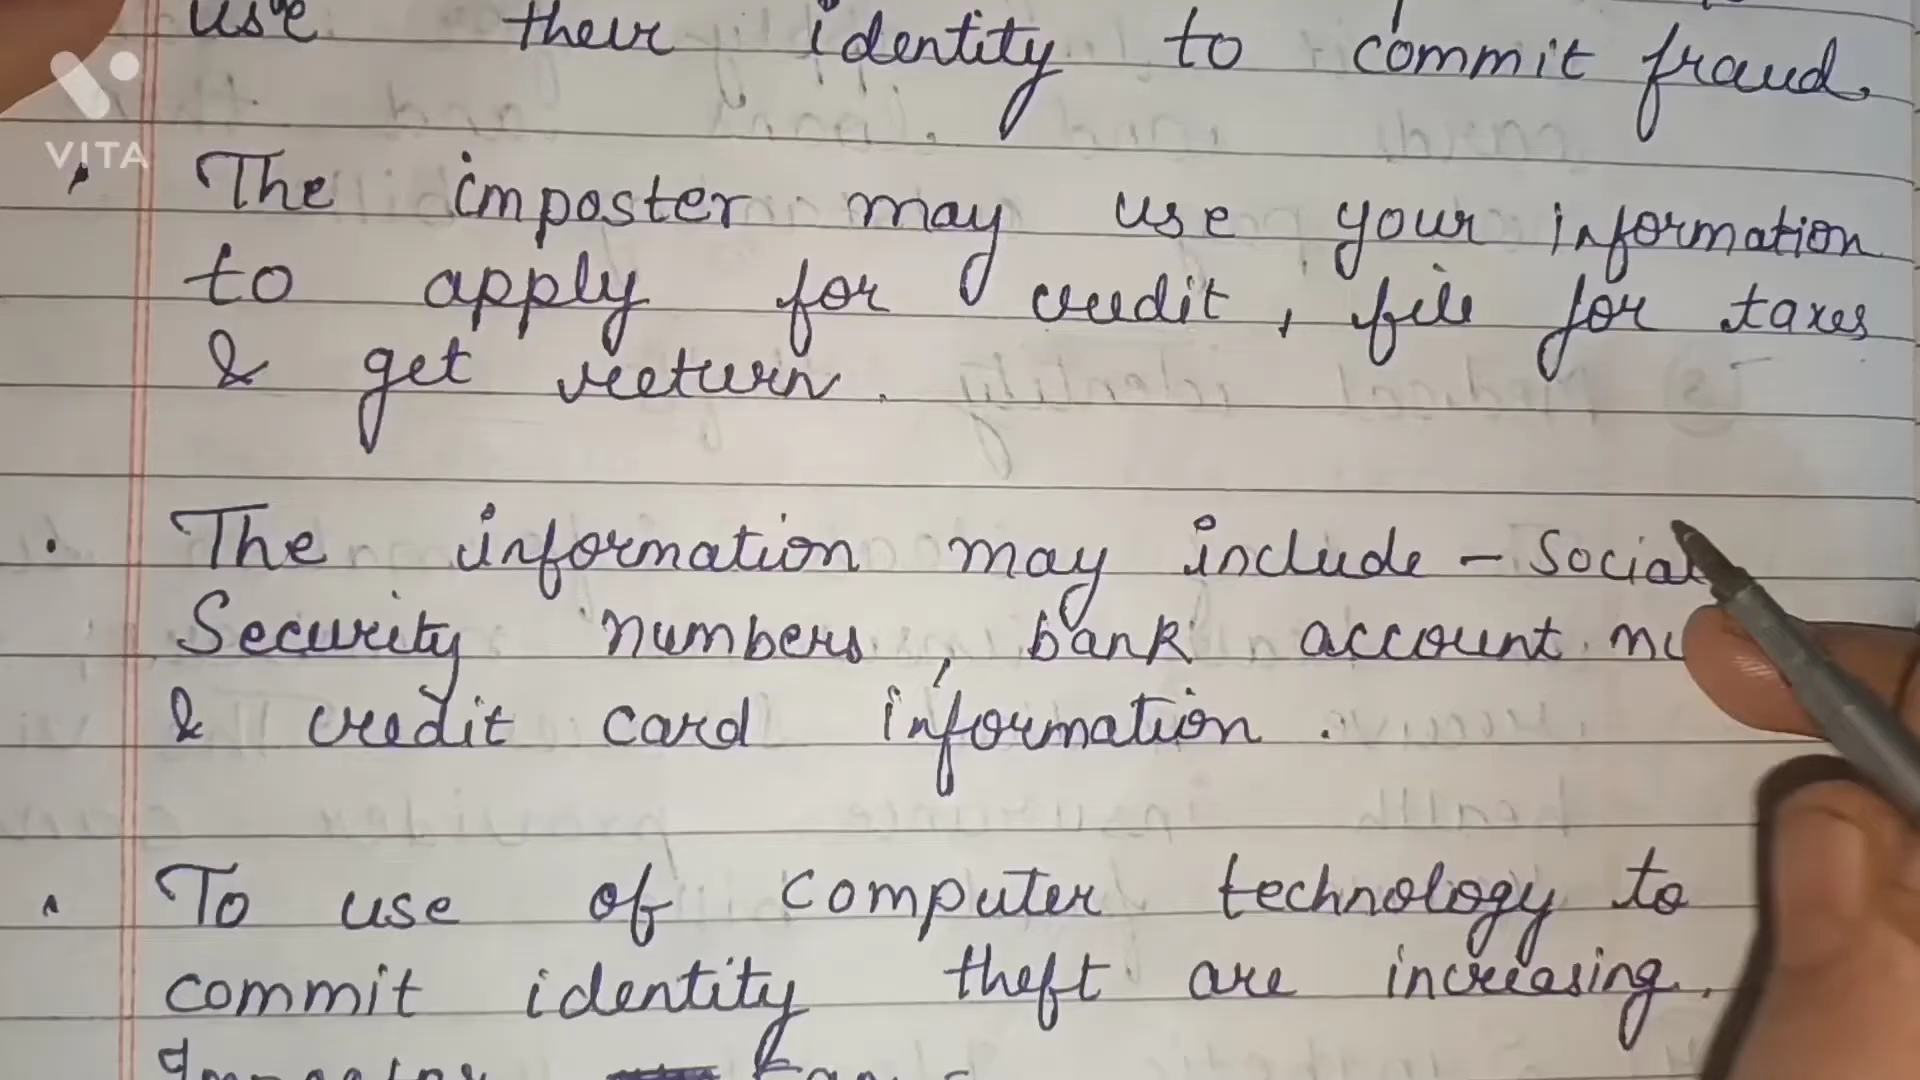 use their identity to commit fraud.
VITA
• The imposter may use your information
to apply for credit, file for taxes
& get return.
• The information may include - Social
Security numbers, bank account
& credit card information.
• To use of computer technology to
commit identity theft are increasing.